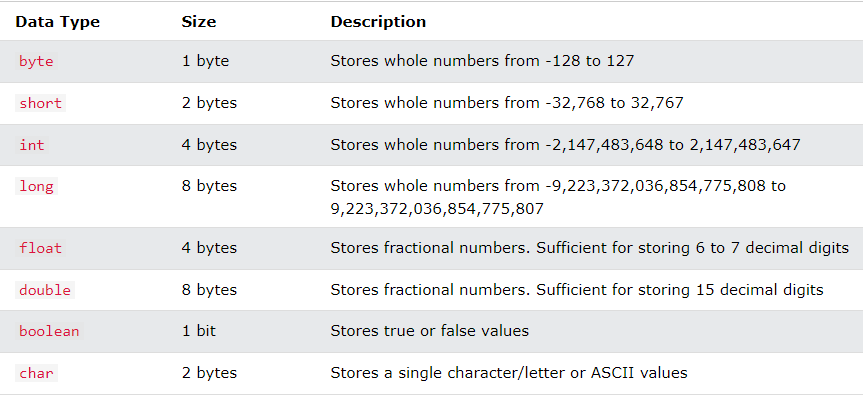 Data Type Size Description
byte 1 byte Stores whole numbers from -128 to 127
short 2 bytes Stores whole numbers from -32,768 to 32,767
int 4 bytes Stores whole numbers from -2,147,483,648 to 2,147,483,647
long 8 bytes Stores whole numbers from -9,223,372,036,854,775,808 to
9,223,372,036,854,775,807
float 4 bytes Stores fractional numbers. Sufficient for storing 6 to 7 decimal digits
double 8 bytes Stores fractional numbers. Sufficient for storing 15 decimal digits
boolean 1 bit Stores true or false values
char 2 bytes Stores a single character/letter or ASCII values